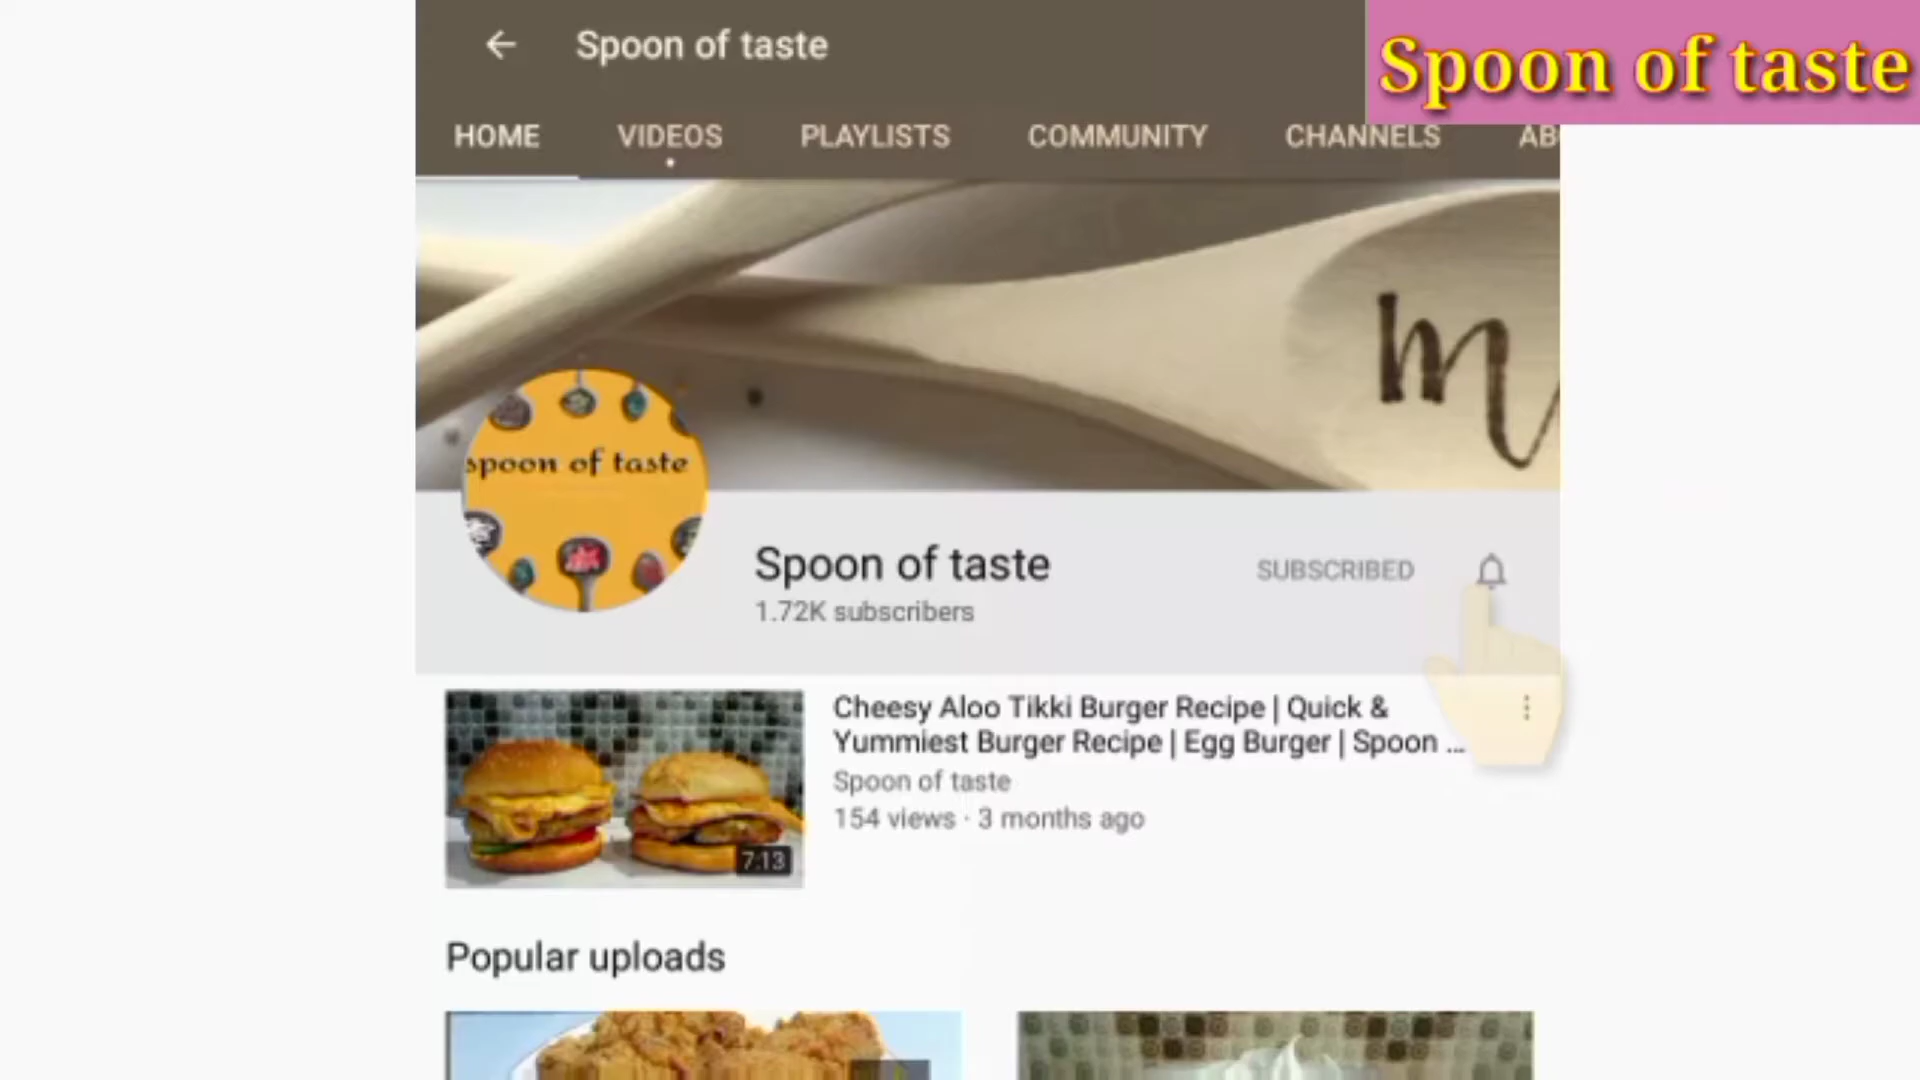 Spoon of taste
Spoon of taste
HOME VIDEOS PLAYLISTS COMMUNITY CHANNELS AB
m
spoon of taste
Spoon of taste
SUBSCRIBED
1.72K subscribers
Cheesy Aloo Tikki Burger Recipe | Quick &
Yummiest Burger Recipe | Egg Burger | Spoon ...
Spoon of taste
154 views · 3 months ago
7:13
Popular uploads